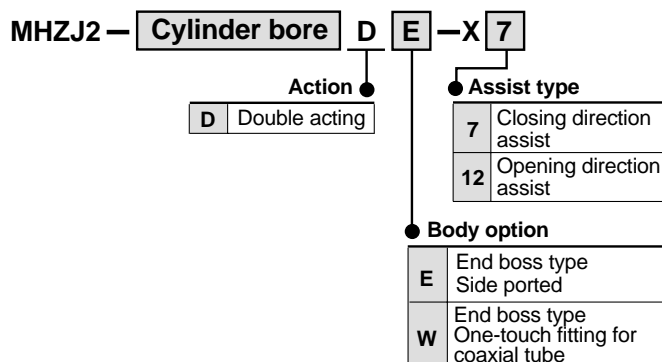 MHZJ2 — Cylinder bore D E — X 7
Action
D Double acting
Assist type
7 Closing direction
assist
12 Opening direction
assist
Body option
E End boss type
Side ported
W End boss type
One-touch fitting for
coaxial tube